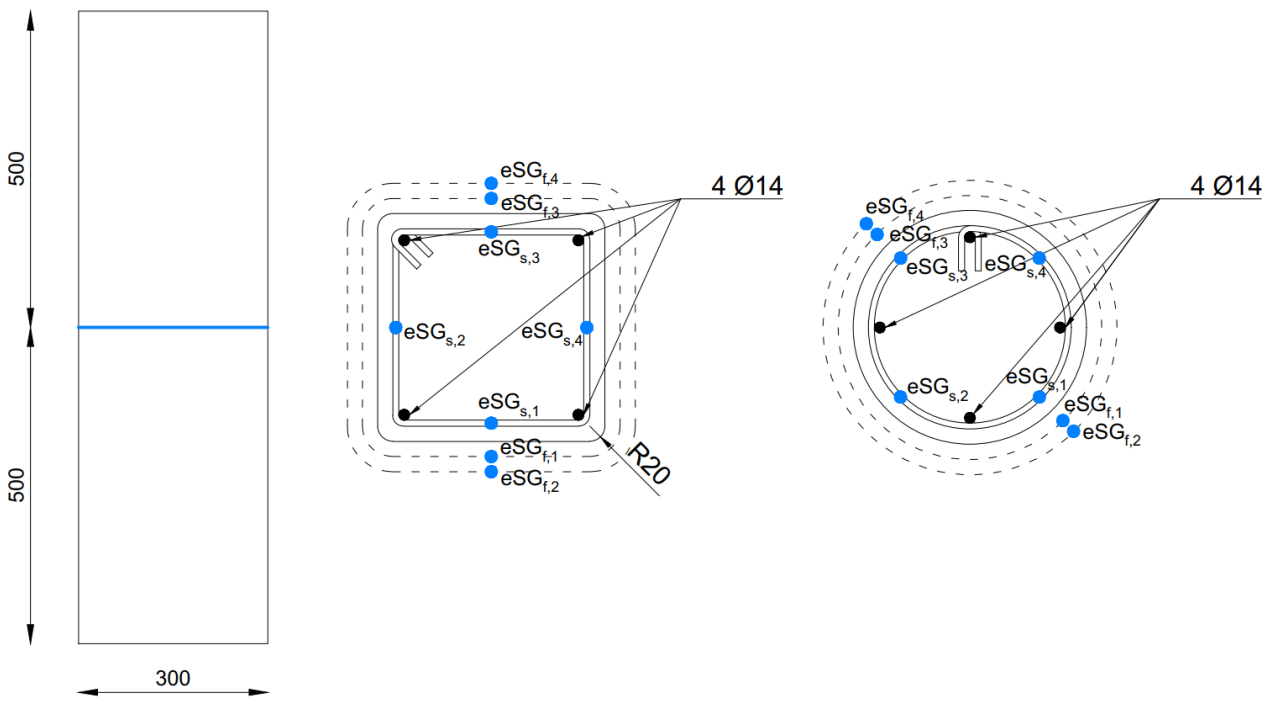 500
500
300
eSGf,4
eSGf,3
eSGs,3
eSGs,2
eSGs,4
eSGs,1
eSGf,1
eSGf,2
4 Ø14
R20
eSGf,4
eSGf,3
eSGs,3
eSGs,4
eSGs,2
eSGs,1
eSGf,1
eSGf,2
4 Ø14